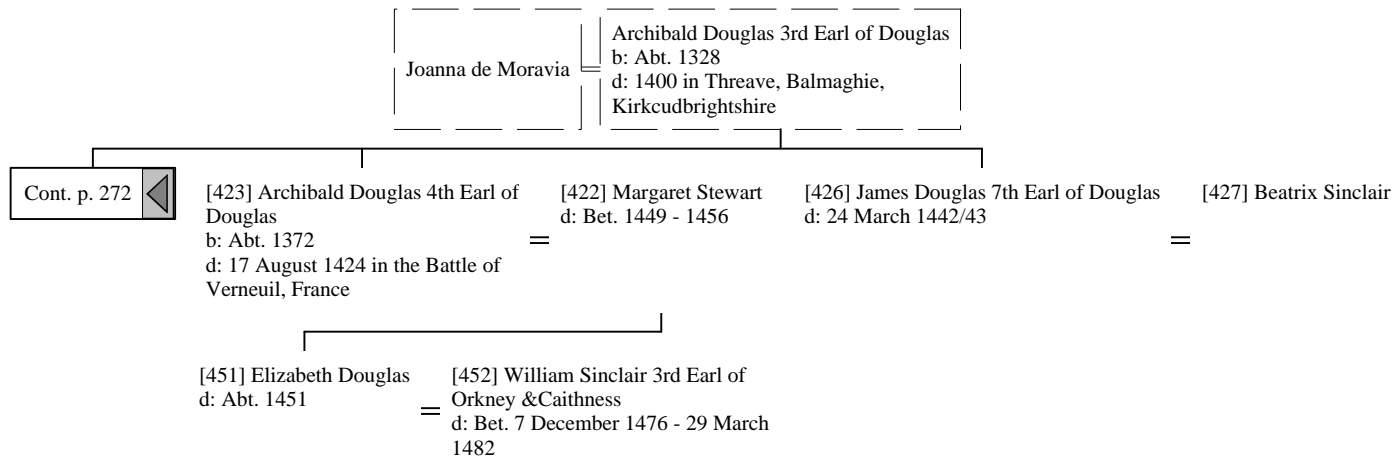 Joanna de Moravia
Archibald Douglas 3rd Earl of Douglas
b: Abt. 1328
d: 1400 in Threave, Balmaghie,
Kirkcudbrightshire
Cont. p. 272
[423] Archibald Douglas 4th Earl of
Douglas
b: Abt. 1372
d: 17 August 1424 in the Battle of
Verneuil, France
=
[422] Margaret Stewart
d: Bet. 1449 - 1456
[426] James Douglas 7th Earl of Douglas
d: 24 March 1442/43
=
[427] Beatrix Sinclair
[451] Elizabeth Douglas
d: Abt. 1451
=
[452] William Sinclair 3rd Earl of
Orkney &Caithness
d: Bet. 7 December 1476 - 29 March
1482